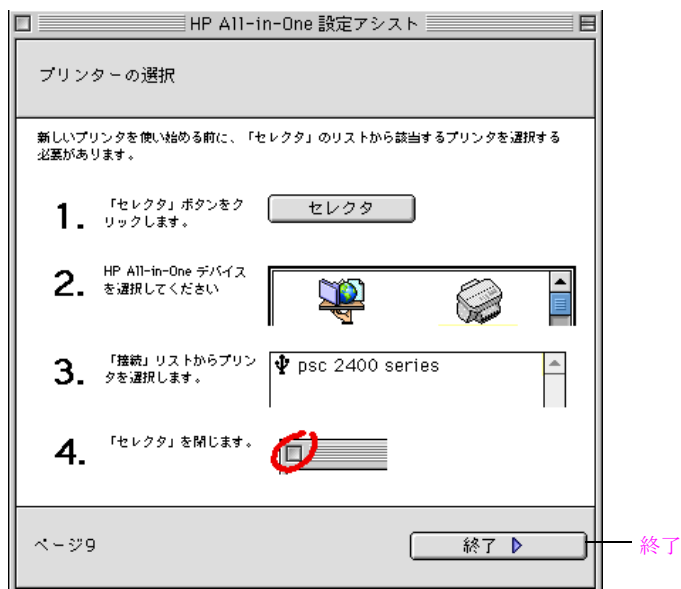 HP All-in-One 設定アシスト
プリンターの選択
新しいプリンタを使い始める前に、「セレクタ」のリストから該当するプリンタを選択する
必要があります。
1. 「セレクタ」ボタンをク
リックします。
セレクタ
2. HP All-in-One デバイス
を選択してください
3. 「接続」リストからプリン
タを選択します。
psc 2400 series
4. 「セレクタ」を閉じます。
ページ9
終了
終了